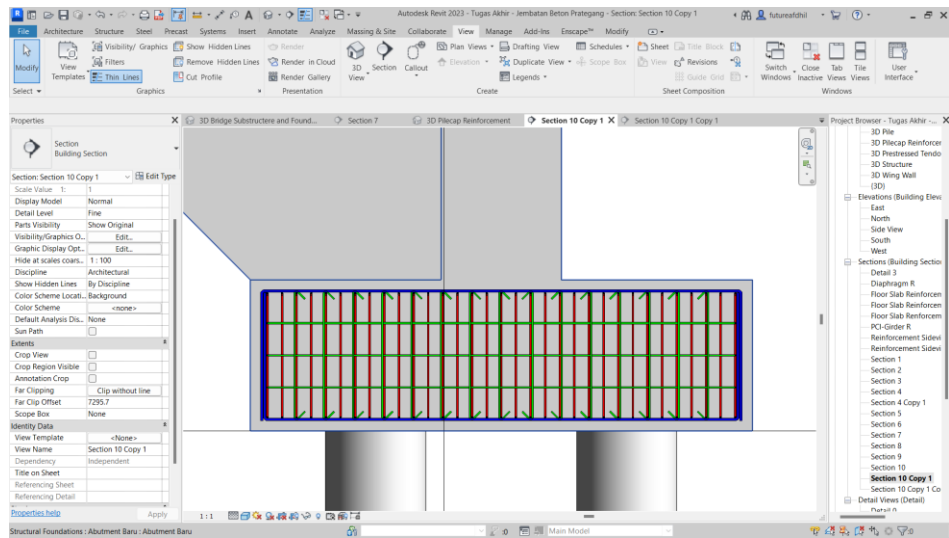 Autodesk Revit 2023 - Tugas Akhir - Jembatan Beton Prategang - Section: Section 10 Copy 1
futureafdhil
File Architecture Structure Steel Precast Systems Insert Annotate Analyze Massing & Site Collaborate View Manage Add-Ins Enscape™ Modify
Modify
View Templates
Visibility/ Graphics
Filters
Thin Lines
Show Hidden Lines
Remove Hidden Lines
Cut Profile
Render
Render in Cloud
Render Gallery
3D View
Section
Callout
Plan Views
Elevation
Drafting View
Duplicate View
Legends
Schedules
Scope Box
Sheet
View
Title Block
Revisions
Guide Grid
Switch Windows
Close Inactive
Tab Views
Tile Views
User Interface
Select Graphics Presentation Create Sheet Composition Windows
Properties
3D Bridge Substructere and Found... Section 7 3D Pilecap Reinforcement Section 10 Copy 1 Section 10 Copy 1 Copy 1
Section
Building Section
Section: Section 10 Copy 1 Edit Type
Scale Value 1: 1
Display Model Normal
Detail Level Fine
Parts Visibility Show Original
Visibility/Graphics O... Edit...
Graphic Display Opt... Edit...
Hide at scales coars... 1 : 100
Discipline Architectural
Show Hidden Lines By Discipline
Color Scheme Locati... Background
Color Scheme <none>
Default Analysis Dis... None
Sun Path
Extents
Crop View
Crop Region Visible
Annotation Crop
Far Clipping Clip without line
Far Clip Offset 7295.7
Scope Box None
Identity Data
View Template <None>
View Name Section 10 Copy 1
Dependency Independent
Title on Sheet
Referencing Sheet
Referencing Detail
Properties help Apply
Project Browser - Tugas Akhir -...
3D Pile
3D Pilecap Reinforcer
3D Prestressed Tendo
3D Structure
3D Wing Wall
{3D}
Elevations (Building Eleva
East
North
Side View
South
West
Sections (Building Sectio
Detail 3
Diaphragm R
Floor Slab Reinforcen
Floor Slab Reinforcen
Floor Slab Renforcem
PCI-Girder R
Reinforcement Sidevi
Reinforcement Sidevi
Section 1
Section 2
Section 3
Section 4
Section 4 Copy 1
Section 5
Section 6
Section 7
Section 8
Section 9
Section 10
Section 10 Copy 1
Section 10 Copy 1 Co
Detail Views (Detail)
Detail 0
1 : 1
Structural Foundations : Abutment Baru : Abutment Baru
:0
Main Model
:0